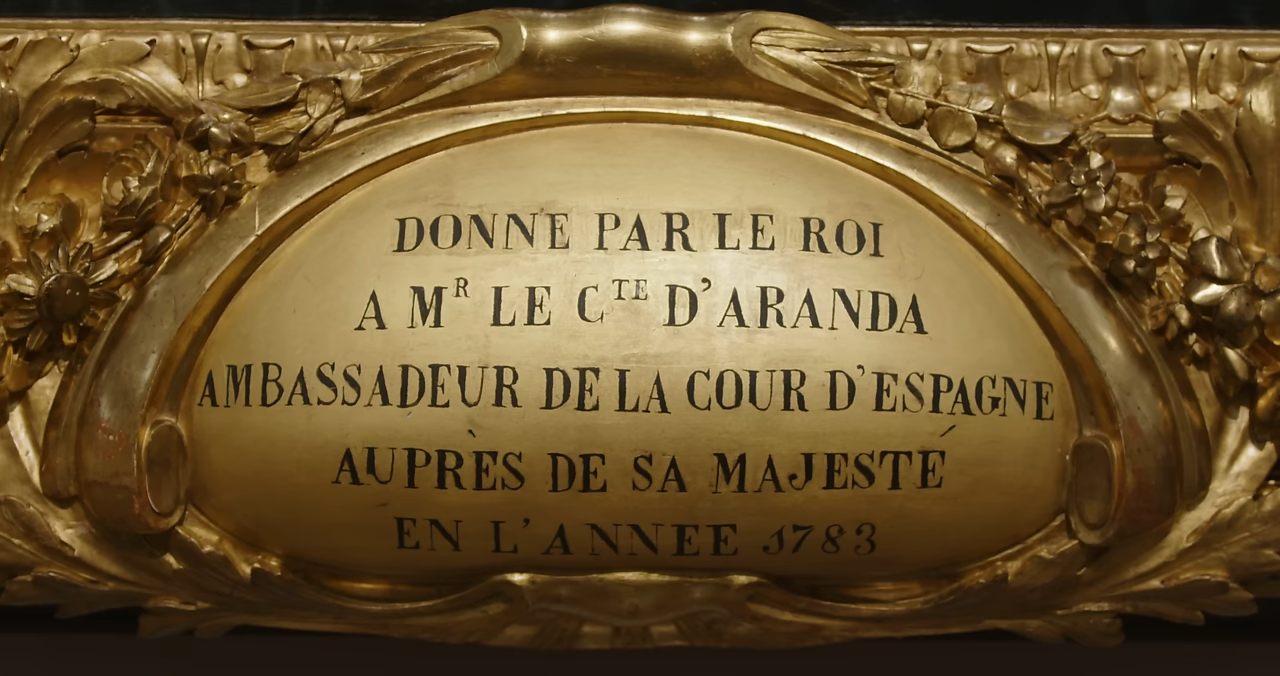 DONNE PAR LE ROI
A Mᴿ LE Cᵀᴱ D'ARANDA
AMBASSADEUR DE LA COUR D'ESPAGNE
AUPRÈS DE SA MAJESTÉ
EN L'ANNEE 1783